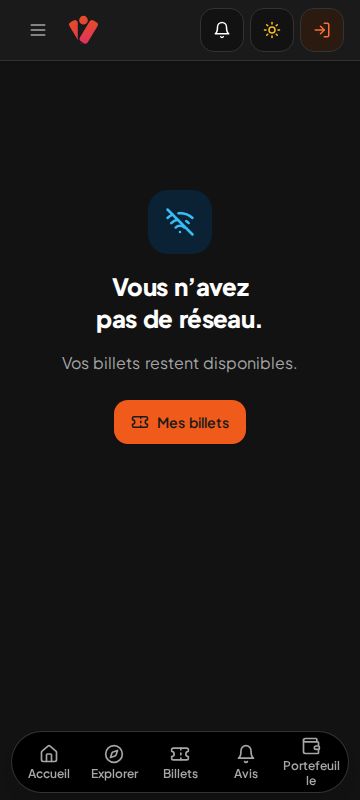 Vous n’avez
pas de réseau.
Vos billets restent disponibles.
Mes billets
Accueil
Explorer
Billets
Avis
Portefeuil
le